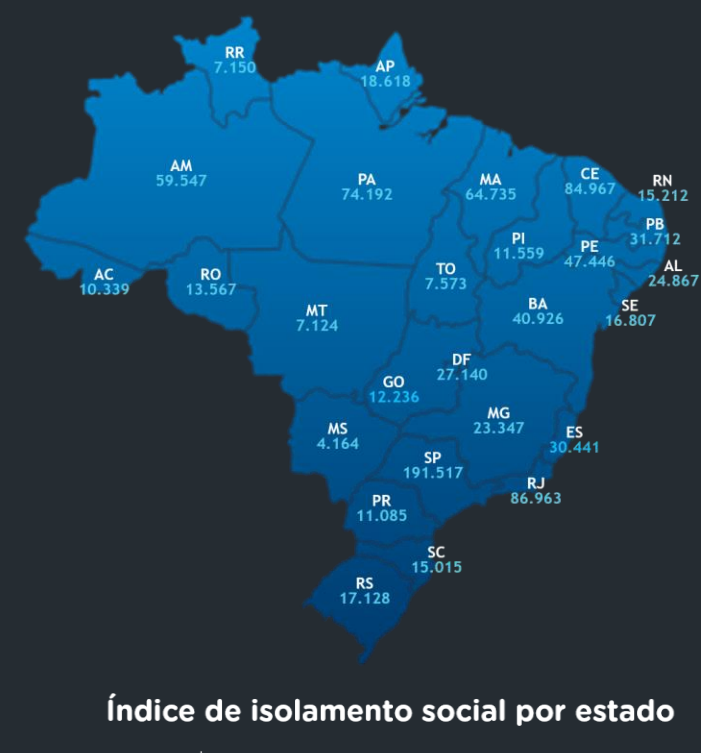 RR
7.150
AP
18.618
AM
59.547
PA
74.192
MA
64.735
CE
84.967
RN
15.212
PI
11.559
PE
47.446
PB
31.712
AC
10.339
RO
13.567
TO
7.573
AL
24.867
MT
7.124
BA
40.926
SE
16.807
DF
27.140
GO
12.236
MG
23.347
MS
4.164
ES
30.441
SP
191.517
RJ
86.963
PR
11.085
SC
15.015
RS
17.128
Índice de isolamento social por estado